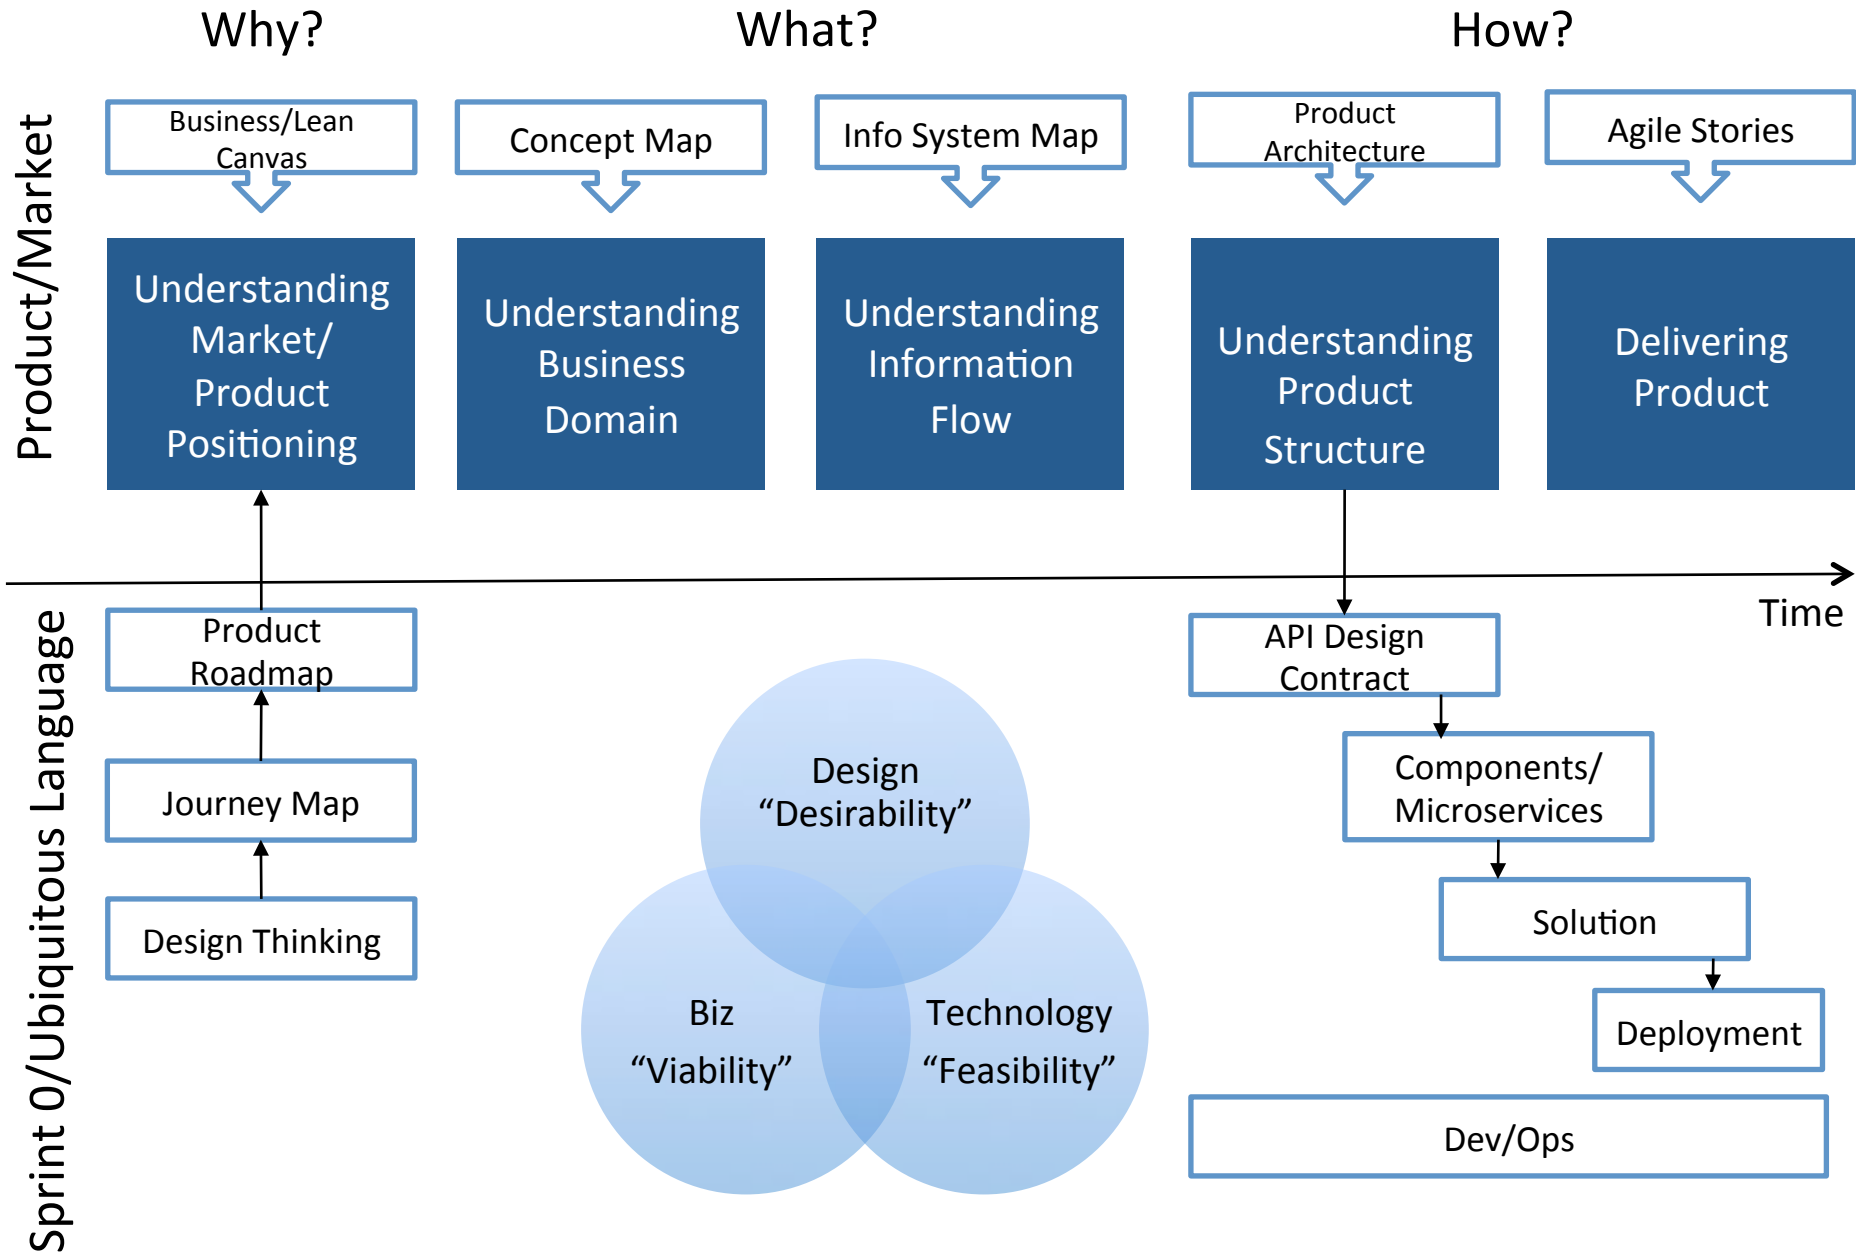 Why?
What?
How?
Product/Market
Business/Lean
Canvas
Concept Map
Info System Map
Product
Architecture
Agile Stories
Understanding
Market/
Product
Positioning
Understanding
Business
Domain
Understanding
Information
Flow
Understanding
Product
Structure
Delivering
Product
Time
Sprint 0/Ubiquitous Language
Product
Roadmap
Journey Map
Design Thinking
Design
“Desirability”
Biz
“Viability”
Technology
“Feasibility”
API Design
Contract
Components/
Microservices
Solution
Deployment
Dev/Ops